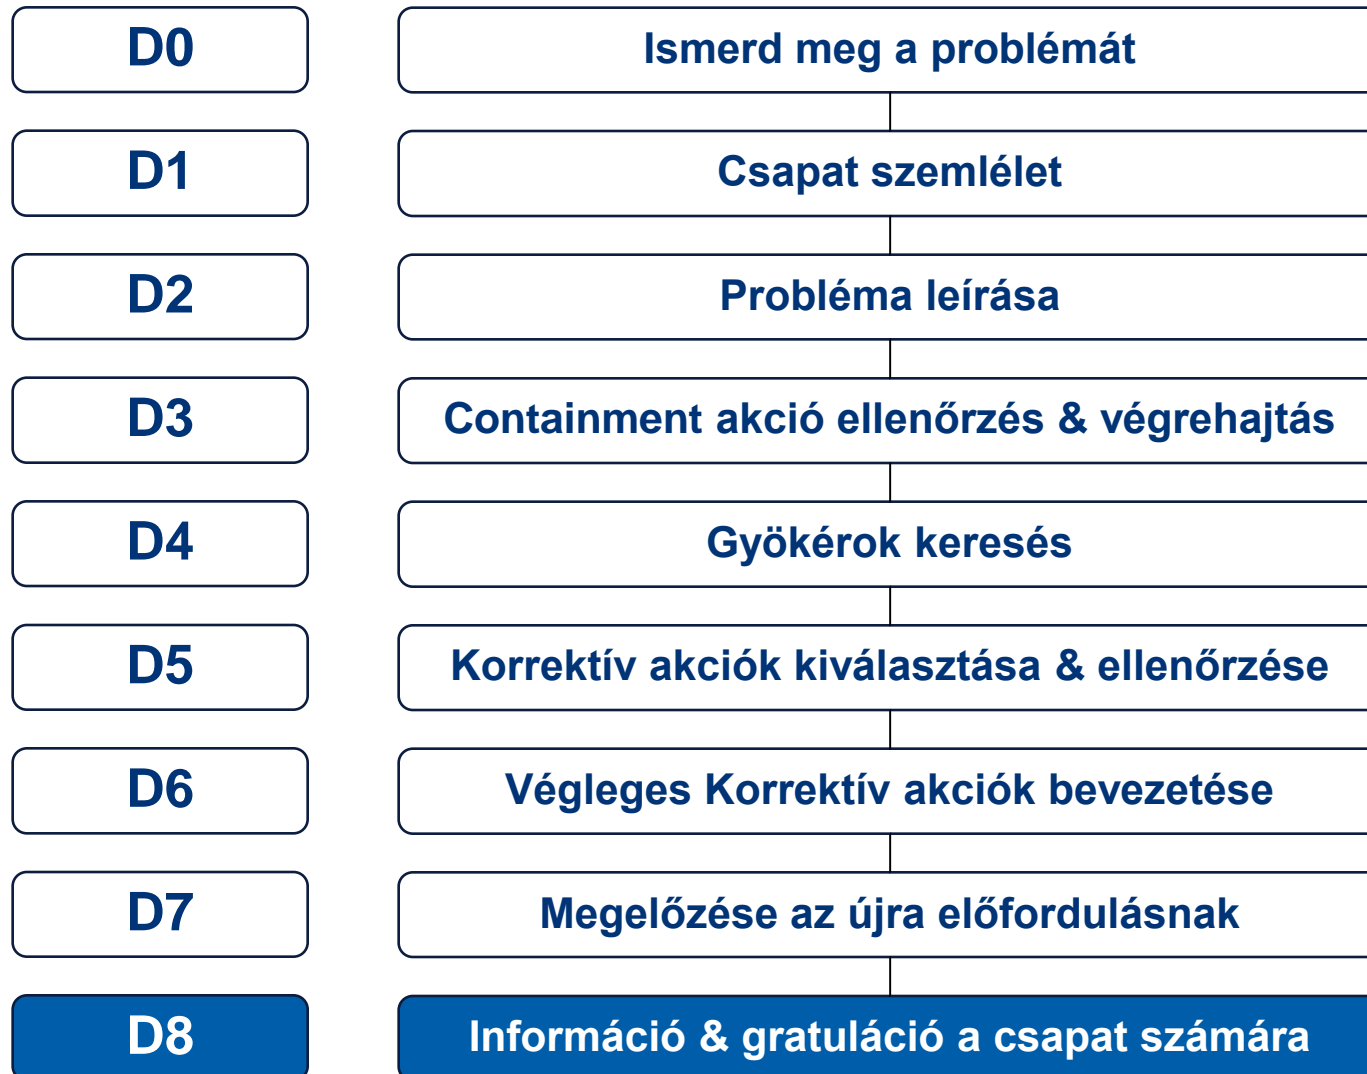 D0
Ismerd meg a problémát
D1
Csapat szemlélet
D2
Probléma leírása
D3
Containment akció ellenőrzés & végrehajtás
D4
Gyökérok keresés
D5
Korrektív akciók kiválasztása & ellenőrzése
D6
Végleges Korrektív akciók bevezetése
D7
Megelőzése az újra előfordulásnak
D8
Információ & gratuláció a csapat számára